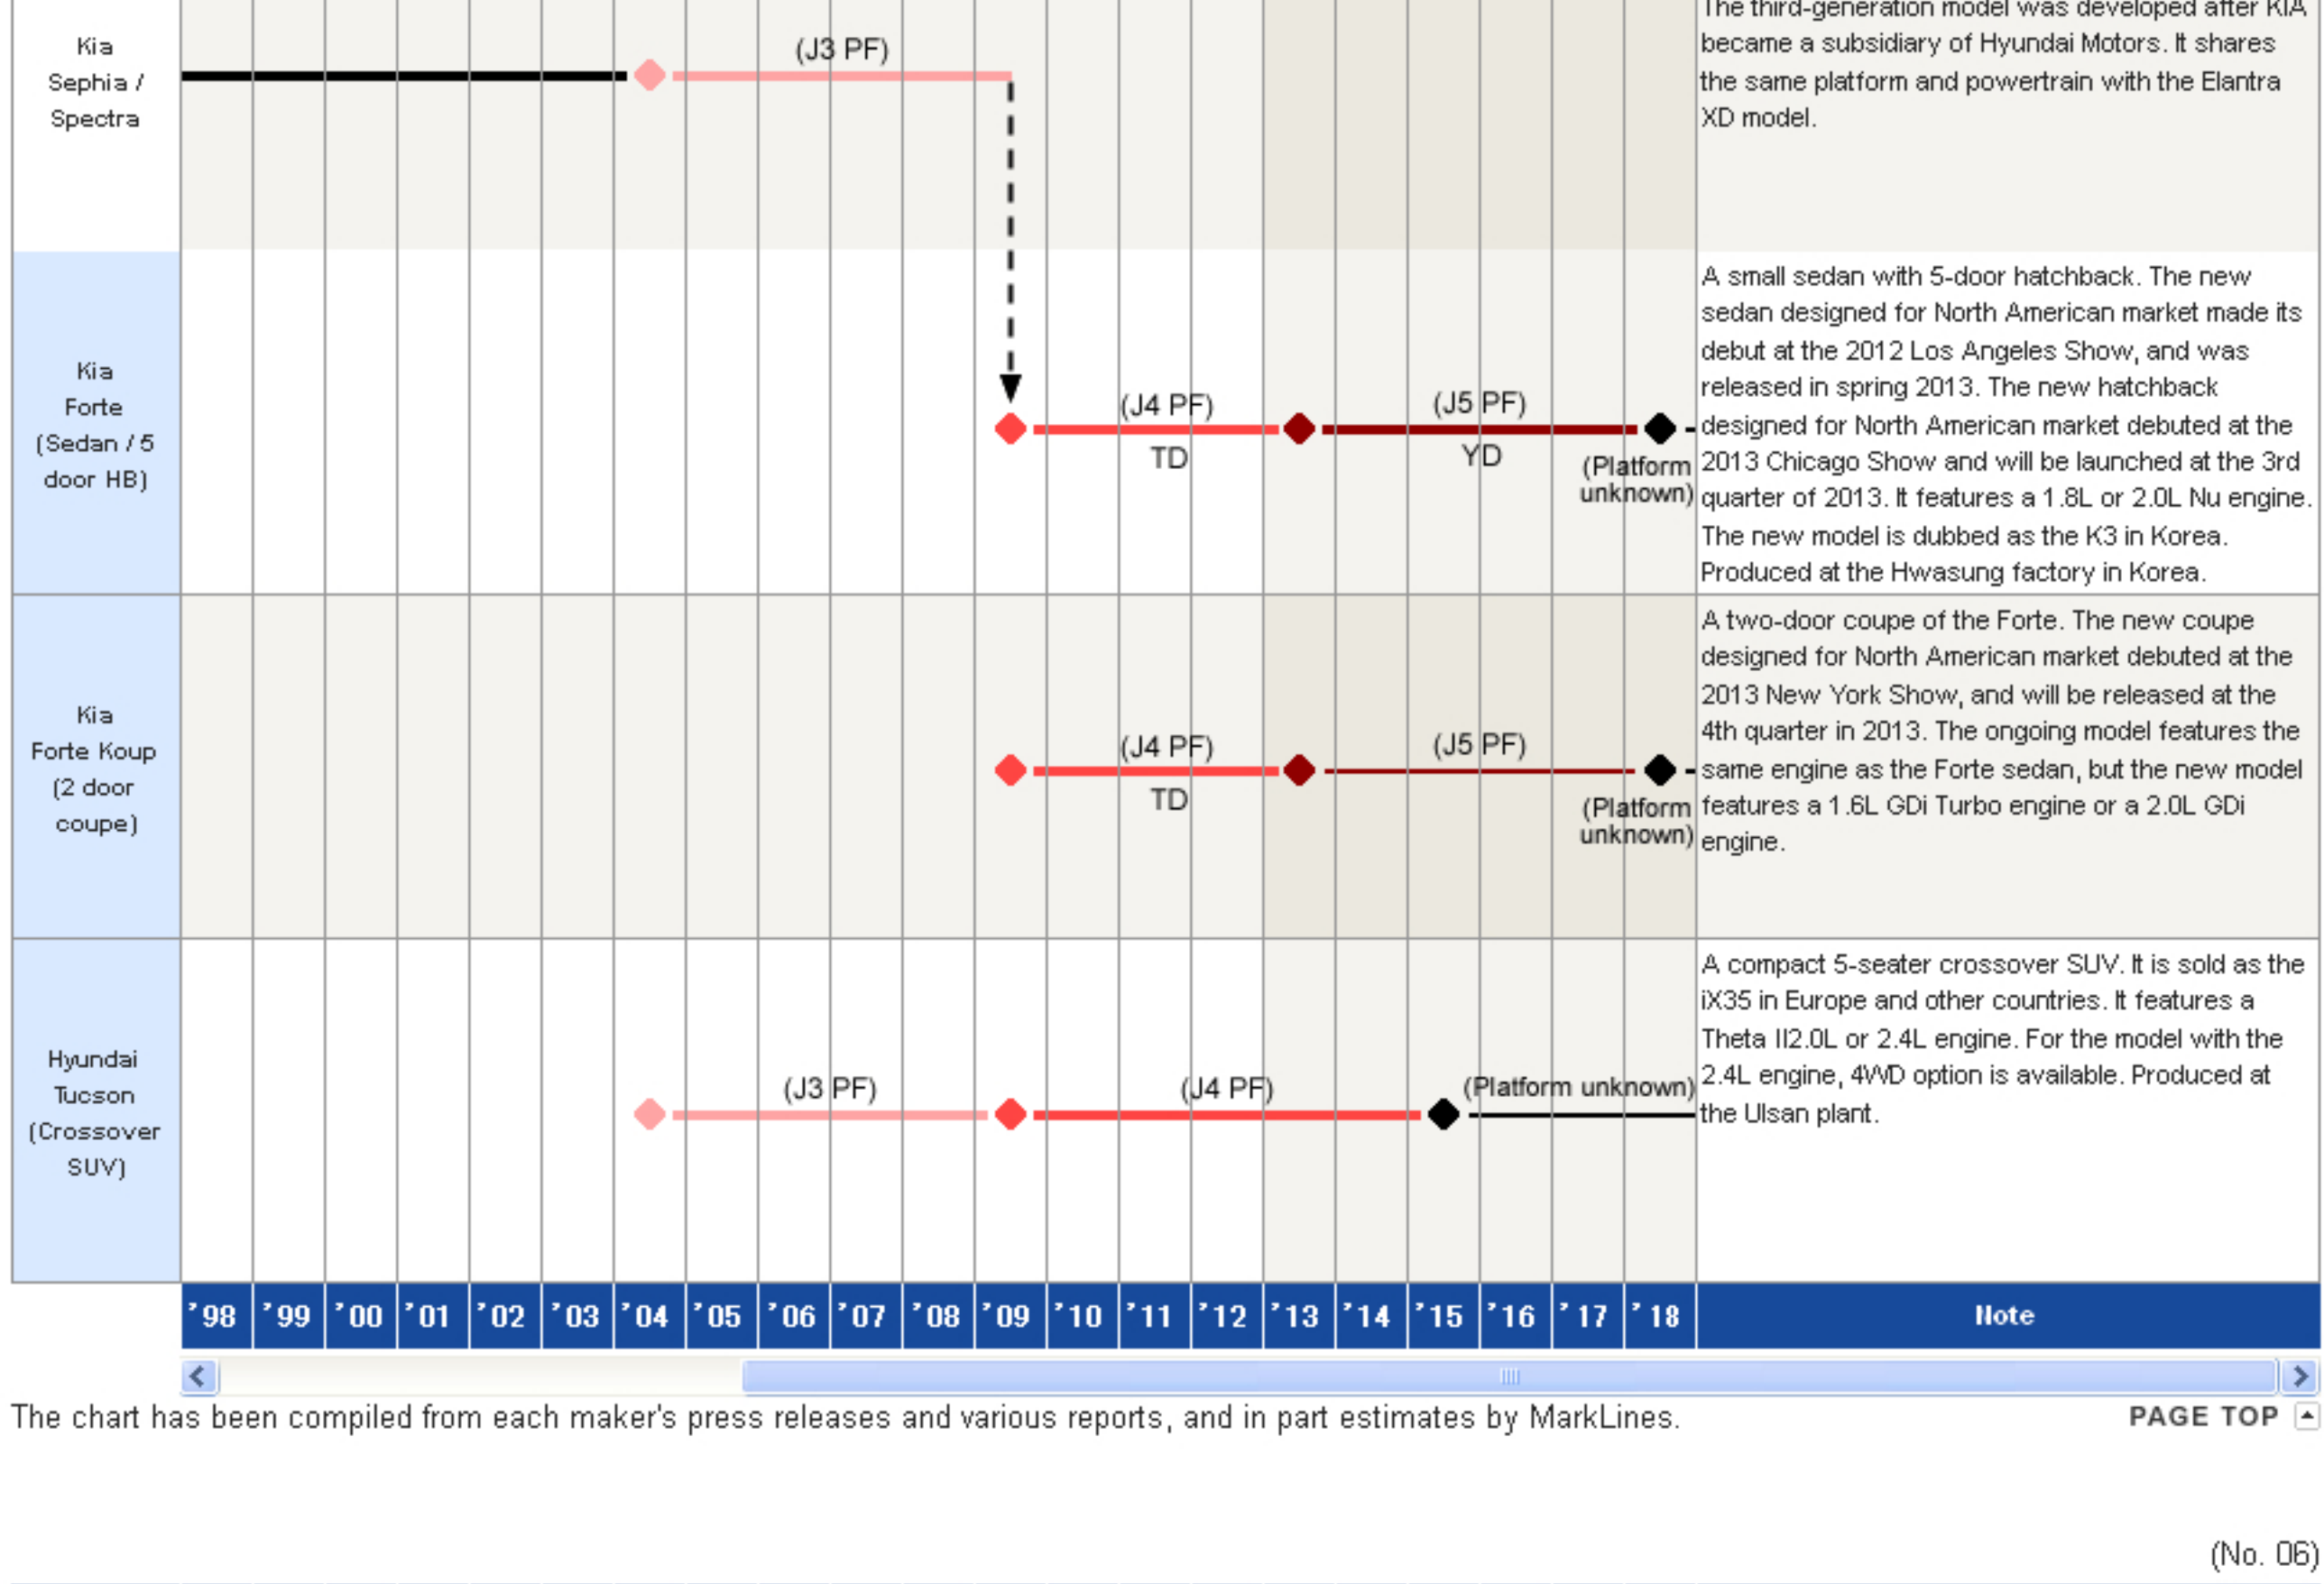 The third-generation model was developed after KIA
became a subsidiary of Hyundai Motors. It shares
the same platform and powertrain with the Elantra
XD model.
Kia
Sephia /
Spectra
(J3 PF)
Kia
Forte
(Sedan / 5
door HB)
(J4 PF)
TD
(J5 PF)
YD
(Platform
unknown)
A small sedan with 5-door hatchback. The new
sedan designed for North American market made its
debut at the 2012 Los Angeles Show, and was
released in spring 2013. The new hatchback
designed for North American market debuted at the
2013 Chicago Show and will be launched at the 3rd
quarter of 2013. It features a 1.8L or 2.0L Nu engine.
The new model is dubbed as the K3 in Korea.
Produced at the Hwasung factory in Korea.
Kia
Forte Koup
(2 door
coupe)
(J4 PF)
TD
(J5 PF)
(Platform
unknown)
A two-door coupe of the Forte. The new coupe
designed for North American market debuted at the
2013 New York Show, and will be released at the
4th quarter in 2013. The ongoing model features the
same engine as the Forte sedan, but the new model
features a 1.6L GDi Turbo engine or a 2.0L GDi
engine.
Hyundai
Tucson
(Crossover
SUV)
(J3 PF)
(J4 PF)
(Platform unknown)
A compact 5-seater crossover SUV. It is sold as the
iX35 in Europe and other countries. It features a
Theta II2.0L or 2.4L engine. For the model with the
2.4L engine, 4WD option is available. Produced at
the Ulsan plant.
'98 '99 '00 '01 '02 '03 '04 '05 '06 '07 '08 '09 '10 '11 '12 '13 '14 '15 '16 '17 '18 Note
The chart has been compiled from each maker's press releases and various reports, and in part estimates by MarkLines.
PAGE TOP
(No. 06)